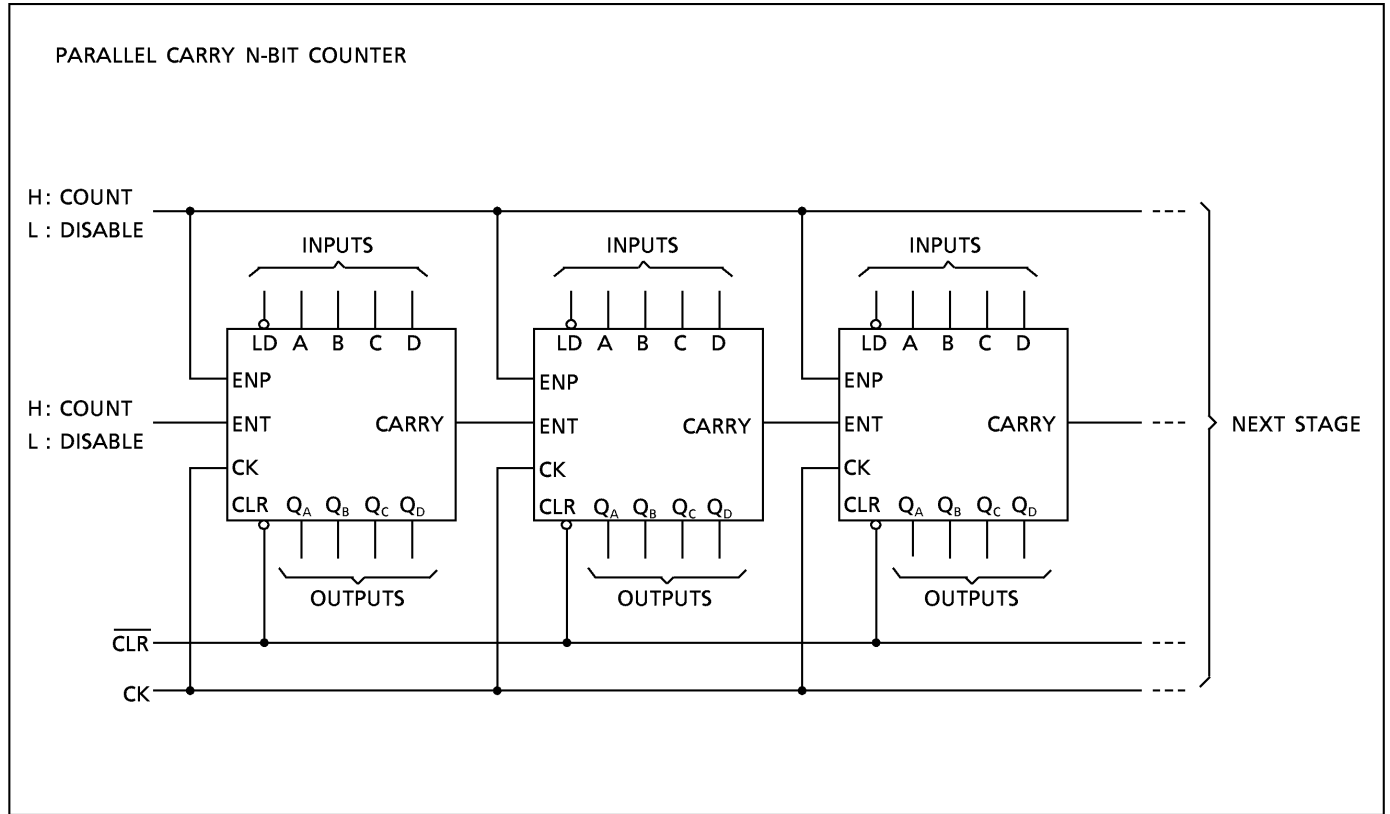 PARALLEL CARRY N-BIT COUNTER
H: COUNT
L : DISABLE
INPUTS INPUTS INPUTS
LD A B C D LD A B C D LD A B C D
ENP ENP ENP
H: COUNT
L : DISABLE
ENT CARRY ENT CARRY ENT CARRY NEXT STAGE
CK CK CK
CLR QA QB QC QD CLR QA QB QC QD CLR QA QB QC QD
OUTPUTS OUTPUTS OUTPUTS
CLR
CK